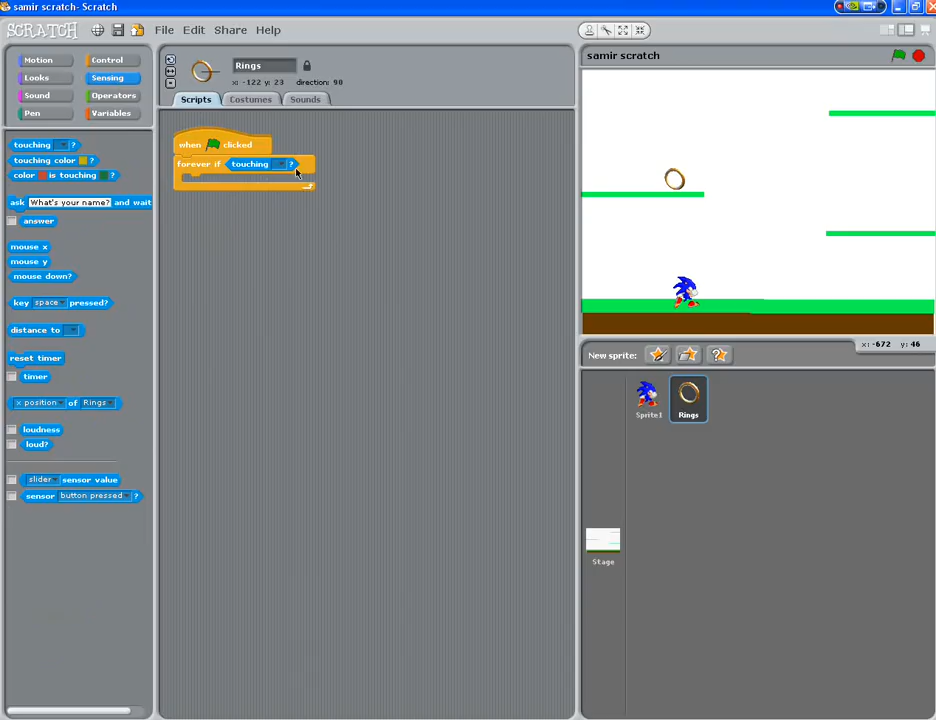 samir scratch- Scratch
SCRATCH File Edit Share Help
Motion Control
Looks Sensing
Sound Operators
Pen Variables
touching ?
touching color ?
color is touching ?
ask What's your name? and wait
answer
mouse x
mouse y
mouse down?
key space pressed?
distance to
reset timer
timer
x position of Rings
loudness
loud?
slider sensor value
sensor button pressed ?
Rings
x: -122 y: 23 direction: 90
Scripts Costumes Sounds
when clicked
forever if touching ?
samir scratch
x: -672 y: 46
New sprite:
Sprite1 Rings
Stage